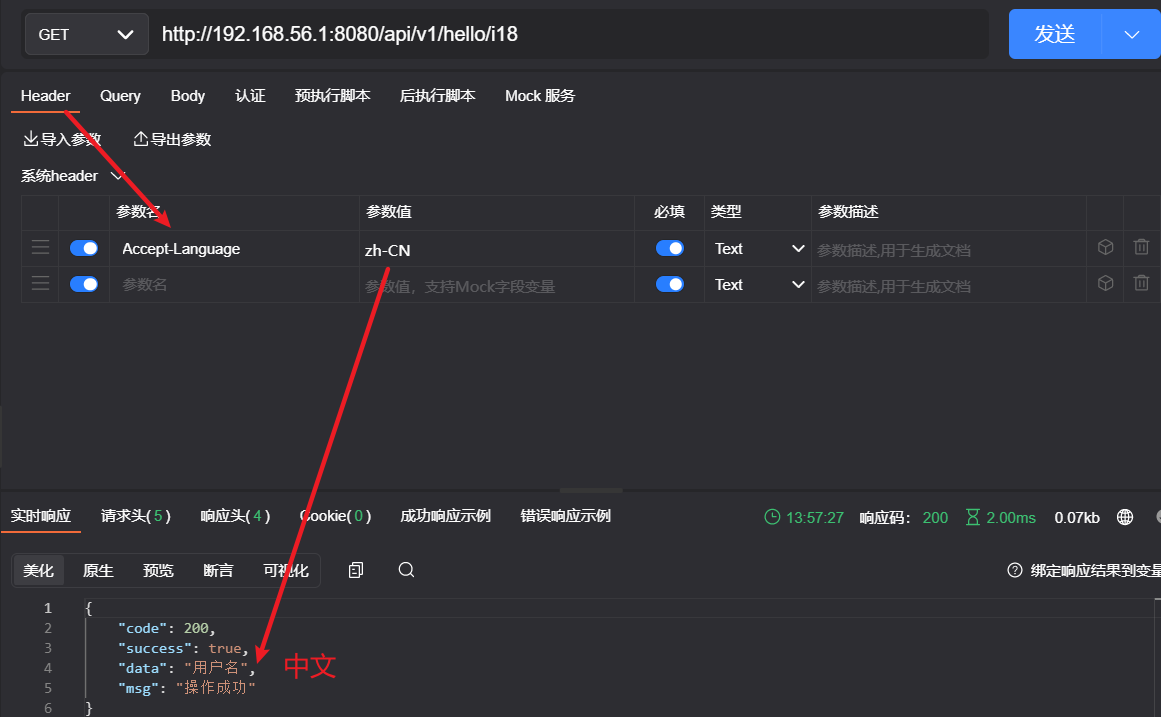 GET http://192.168.56.1:8080/api/v1/hello/i18 发送
Header Query Body 认证 预执行脚本 后执行脚本 Mock 服务
导入参数 导出参数
系统header
参数名 参数值 必填 类型 参数描述
Accept-Language zh-CN Text 参数描述,用于生成文档
参数名 参数值，支持Mock字段变量 Text 参数描述,用于生成文档
实时响应 请求头(5) 响应头(4) Cookie(0) 成功响应示例 错误响应示例 13:57:27 响应码： 200 2.00ms 0.07kb
美化 原生 预览 断言 可视化 绑定响应结果到变量
1 {
2 "code": 200,
3 "success": true,
4 "data": "用户名", 中文
5 "msg": "操作成功"
6 }